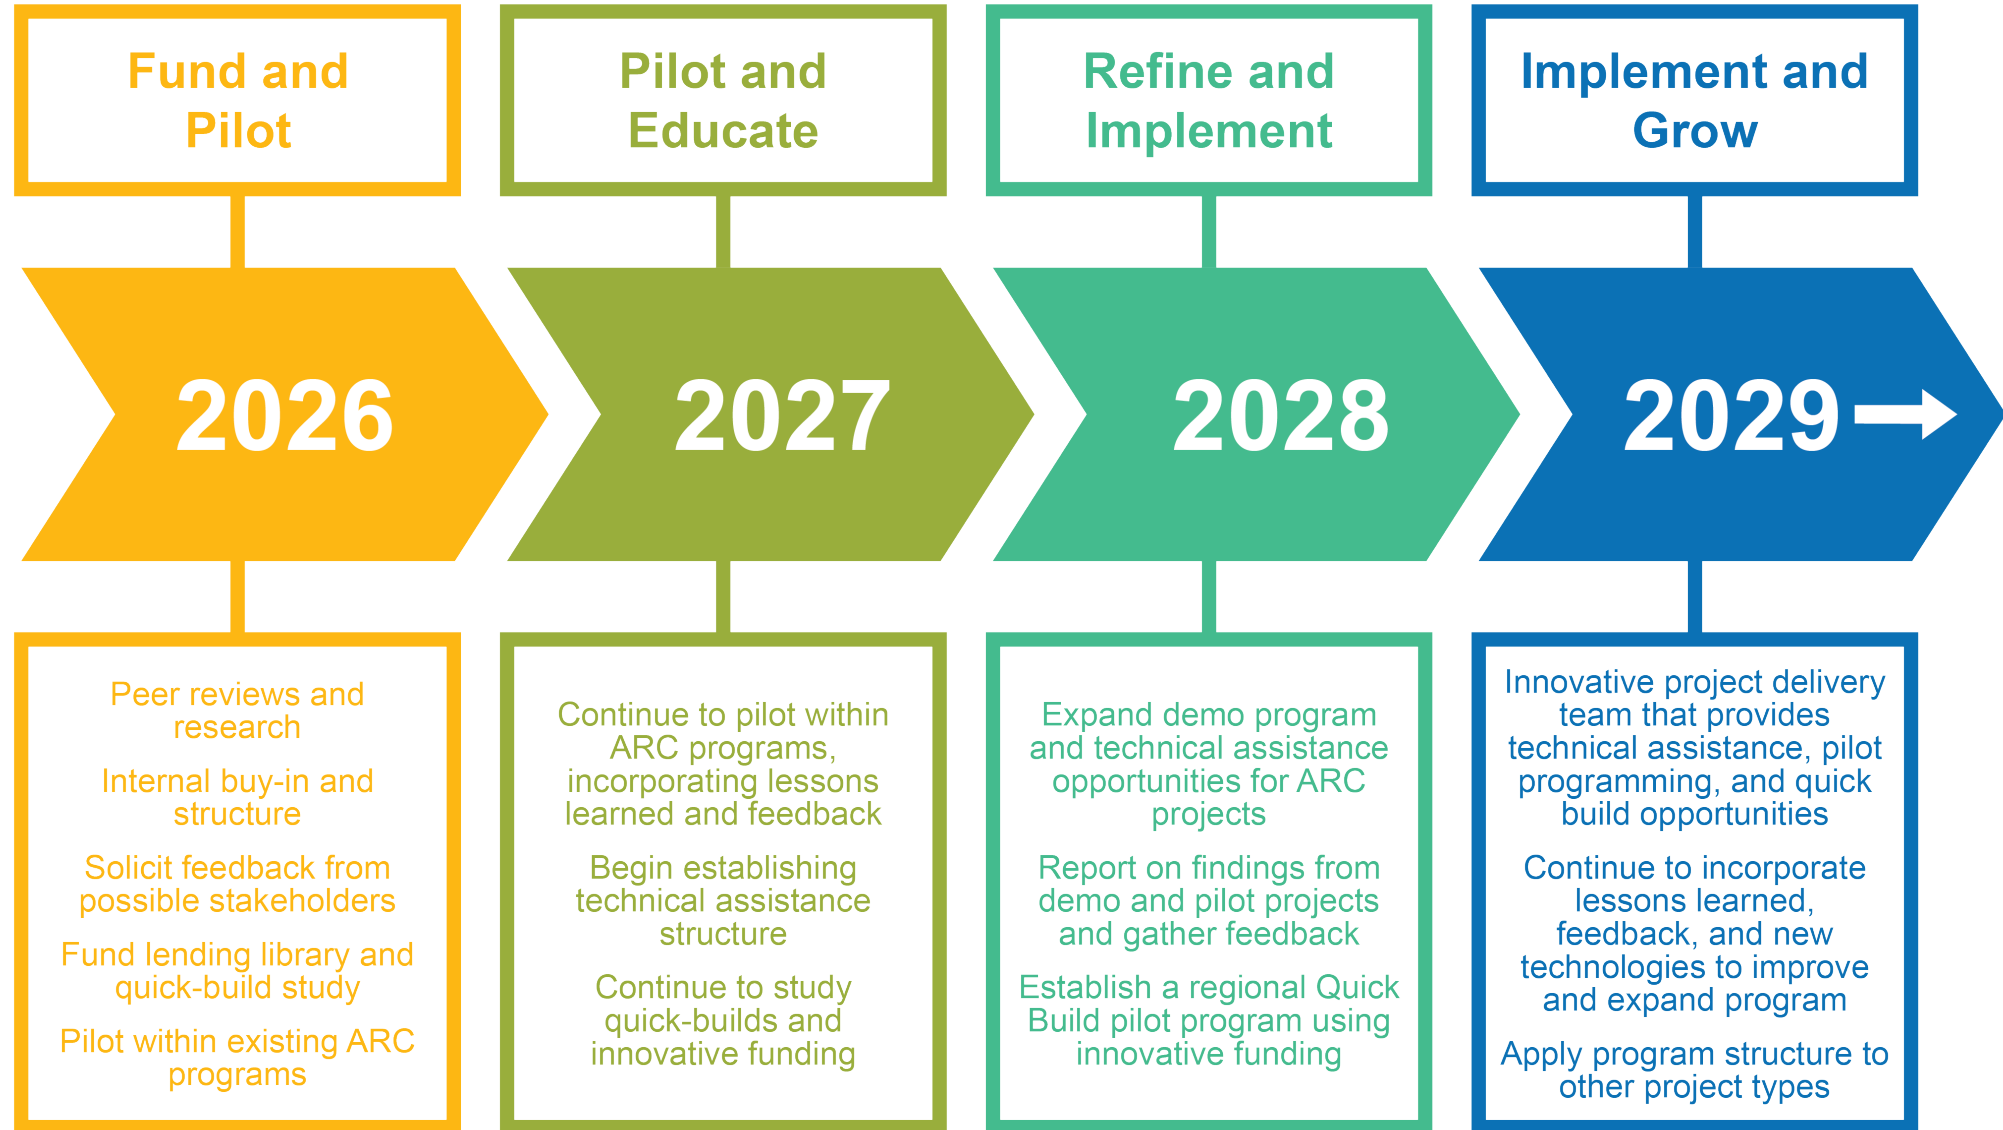 Fund and
Pilot
Pilot and
Educate
Refine and
Implement
Implement and
Grow
2026
2027
2028
2029
Peer reviews and
research
Internal buy-in and
structure
Solicit feedback from
possible stakeholders
Fund lending library and
quick-build study
Pilot within existing ARC
programs
Continue to pilot within
ARC programs,
incorporating lessons
learned and feedback
Begin establishing
technical assistance
structure
Continue to study
quick-builds and
innovative funding
Expand demo program
and technical assistance
opportunities for ARC
projects
Report on findings from
demo and pilot projects
and gather feedback
Establish a regional Quick
Build pilot program using
innovative funding
Innovative project delivery
team that provides
technical assistance, pilot
programming, and quick
build opportunities
Continue to incorporate
lessons learned,
feedback, and new
technologies to improve
and expand program
Apply program structure to
other project types